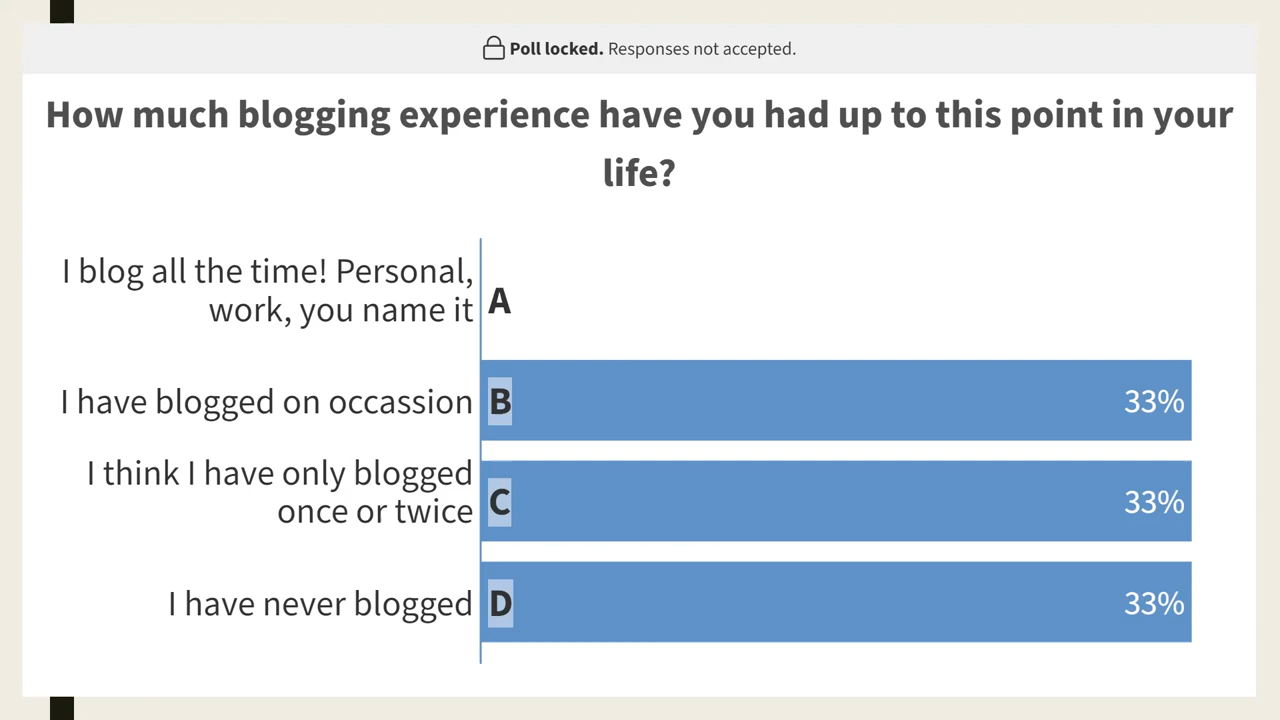 Poll locked. Responses not accepted.
How much blogging experience have you had up to this point in your
life?
I blog all the time! Personal,
work, you name it
A
I have blogged on occassion
B
33%
I think I have only blogged
once or twice
C
33%
I have never blogged
D
33%